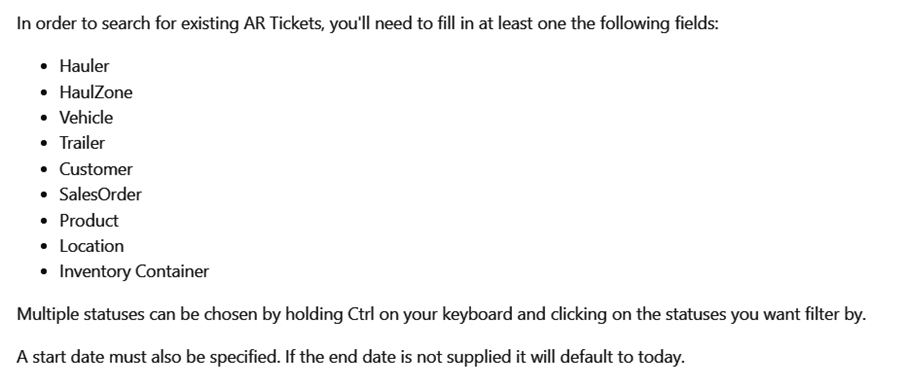 In order to search for existing AR Tickets, you'll need to fill in at least one the following fields:
• Hauler
• HaulZone
• Vehicle
• Trailer
• Customer
• SalesOrder
• Product
• Location
• Inventory Container
Multiple statuses can be chosen by holding Ctrl on your keyboard and clicking on the statuses you want filter by.
A start date must also be specified. If the end date is not supplied it will default to today.